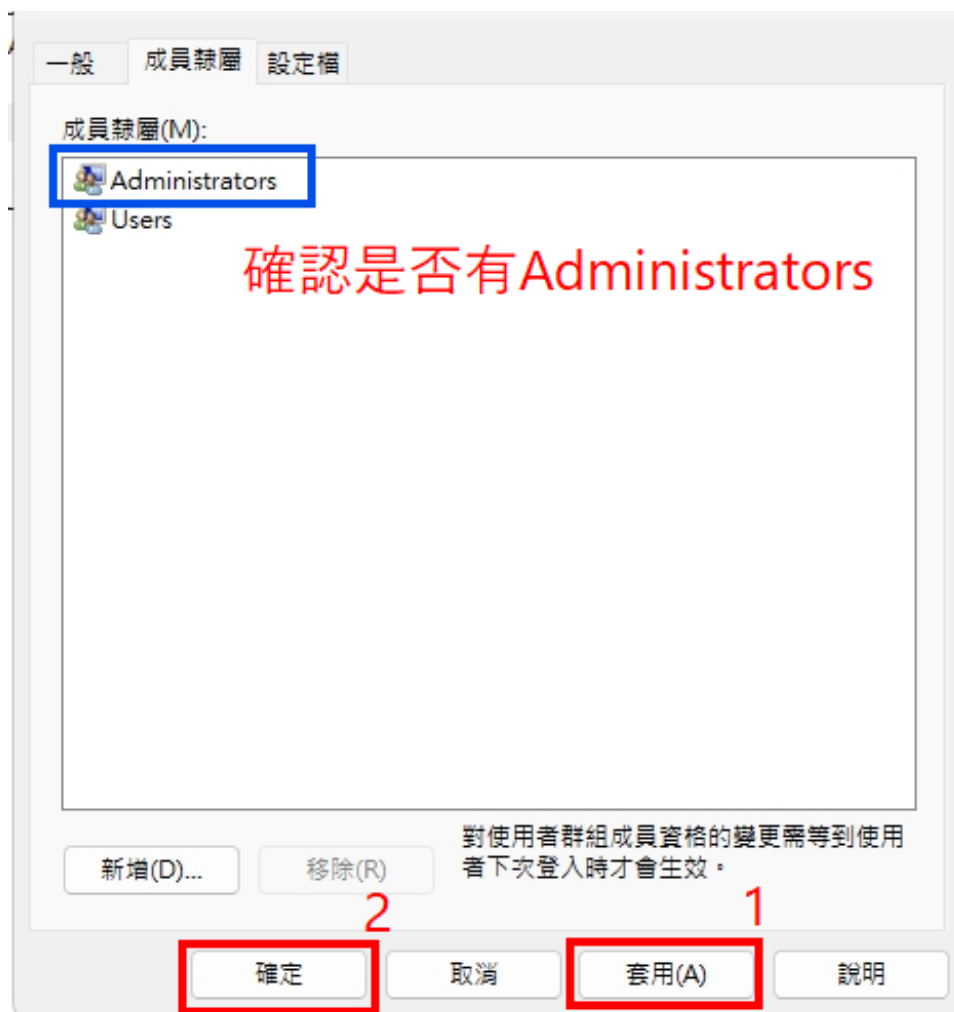 一般 成員隸屬 設定檔
成員隸屬(M):
Administrators
Users
確認是否有Administrators
對使用者群組成員資格的變更需等到使用
者下次登入時才會生效。
新增(D)... 移除(R)
2 1
確定 取消 套用(A) 說明